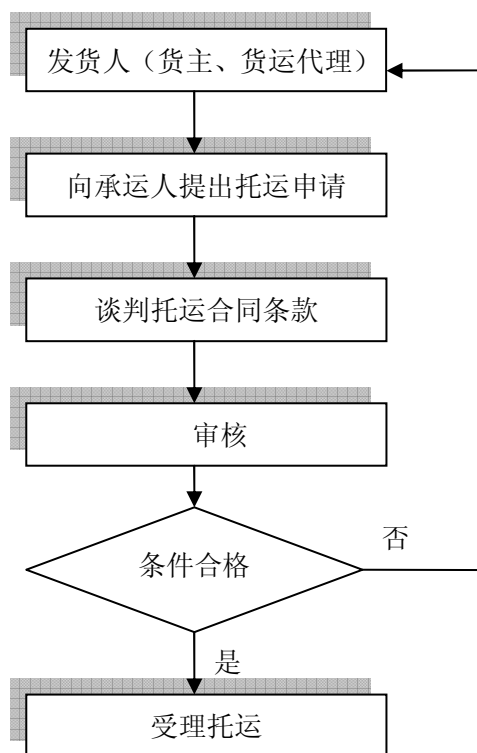 发货人（货主、货运代理）
向承运人提出托运申请
谈判托运合同条款
审核
条件合格
否
是
受理托运